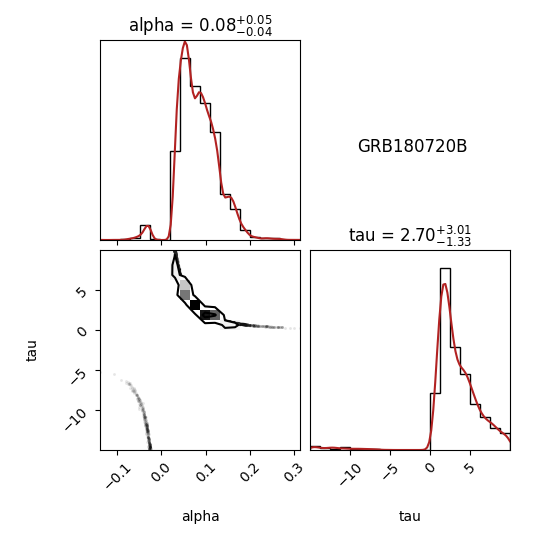 alpha = 0.08+0.05−0.04
GRB180720B
tau = 2.70+3.01−1.33
tau
5
0
−5
−10
−0.1 0.0 0.1 0.2 0.3
−10 −5 0 5
alpha
tau